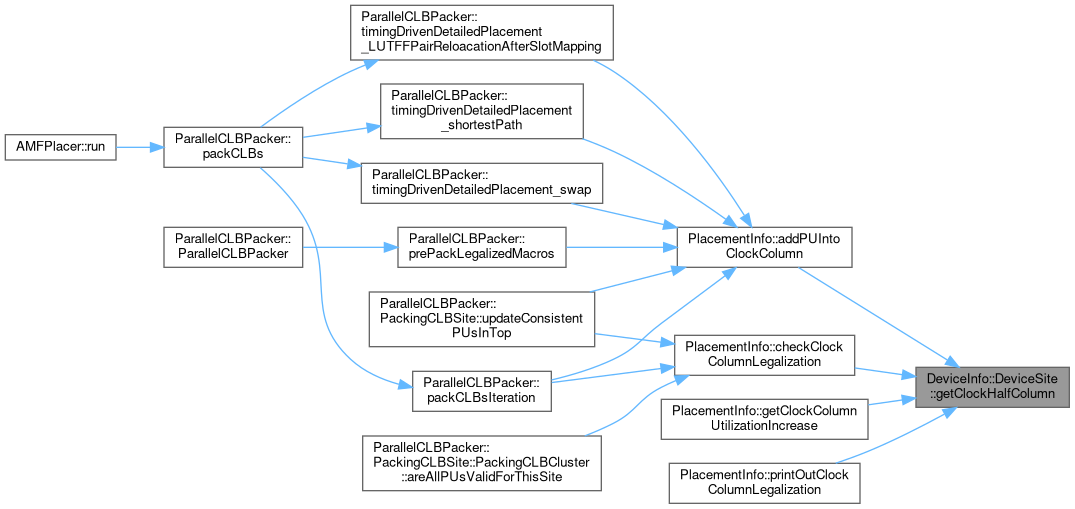 ParallelCLBPacker::
timingDrivenDetailedPlacement
_LUTFFPairReloacationAfterSlotMapping
ParallelCLBPacker::
timingDrivenDetailedPlacement
_shortestPath
AMFPlacer::run
ParallelCLBPacker::
packCLBs
ParallelCLBPacker::
timingDrivenDetailedPlacement_swap
ParallelCLBPacker::
ParallelCLBPacker
ParallelCLBPacker::
prePackLegalizedMacros
PlacementInfo::addPUInto
ClockColumn
ParallelCLBPacker::
PackingCLBSite::updateConsistent
PUsInTop
PlacementInfo::checkClock
ColumnLegalization
DeviceInfo::DeviceSite
::getClockHalfColumn
ParallelCLBPacker::
packCLBsIteration
PlacementInfo::getClockColumn
UtilizationIncrease
ParallelCLBPacker::
PackingCLBSite::PackingCLBCluster
::areAllPUsValidForThisSite
PlacementInfo::printOutClock
ColumnLegalization